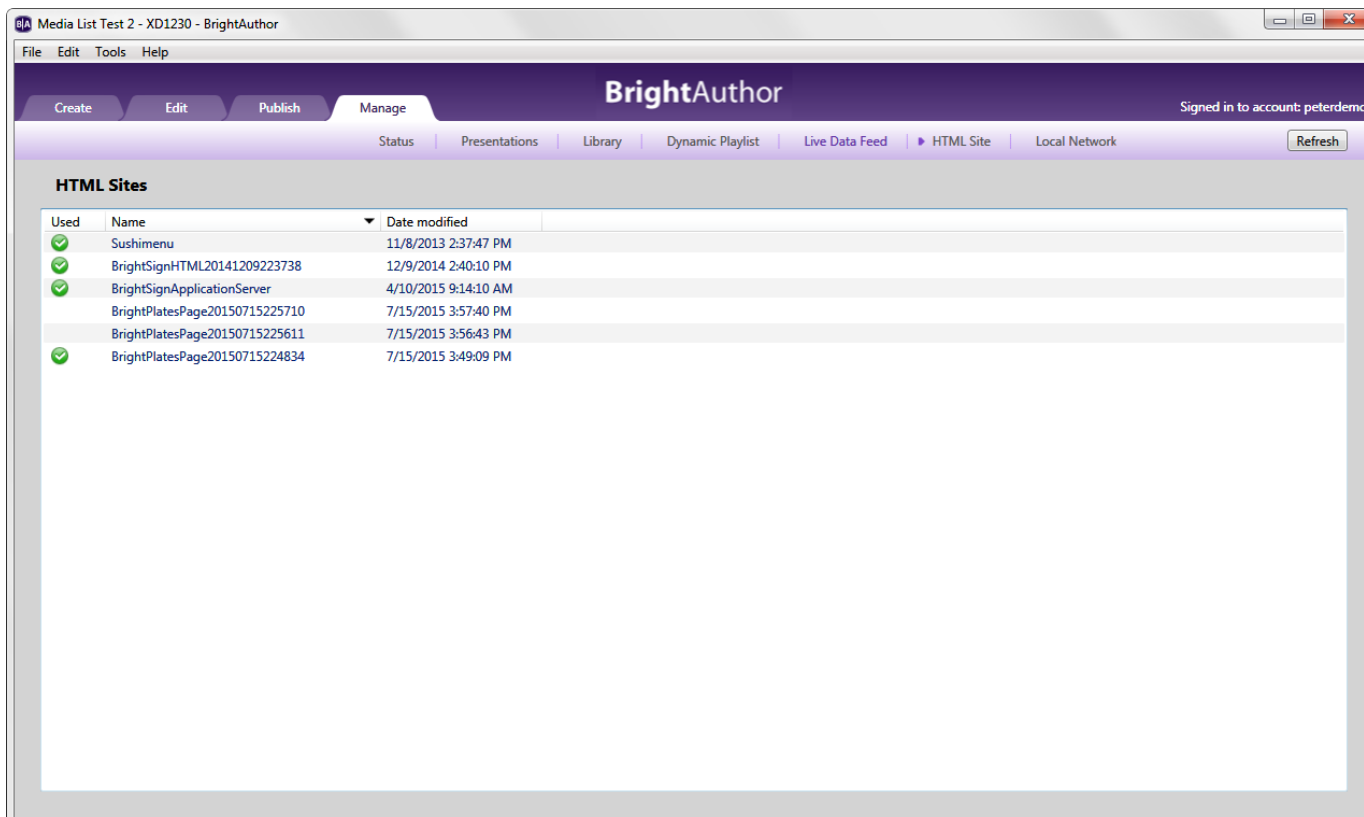 BA Media List Test 2 - XD1230 - BrightAuthor
File Edit Tools Help
BrightAuthor
Create Edit Publish Manage
Signed in to account: peterdemo
Status Presentations Library Dynamic Playlist Live Data Feed HTML Site Local Network Refresh
HTML Sites
Used Name Date modified
Sushimenu 11/8/2013 2:37:47 PM
BrightSignHTML20141209223738 12/9/2014 2:40:10 PM
BrightSignApplicationServer 4/10/2015 9:14:10 AM
BrightPlatesPage20150715225710 7/15/2015 3:57:40 PM
BrightPlatesPage20150715225611 7/15/2015 3:56:43 PM
BrightPlatesPage20150715224834 7/15/2015 3:49:09 PM